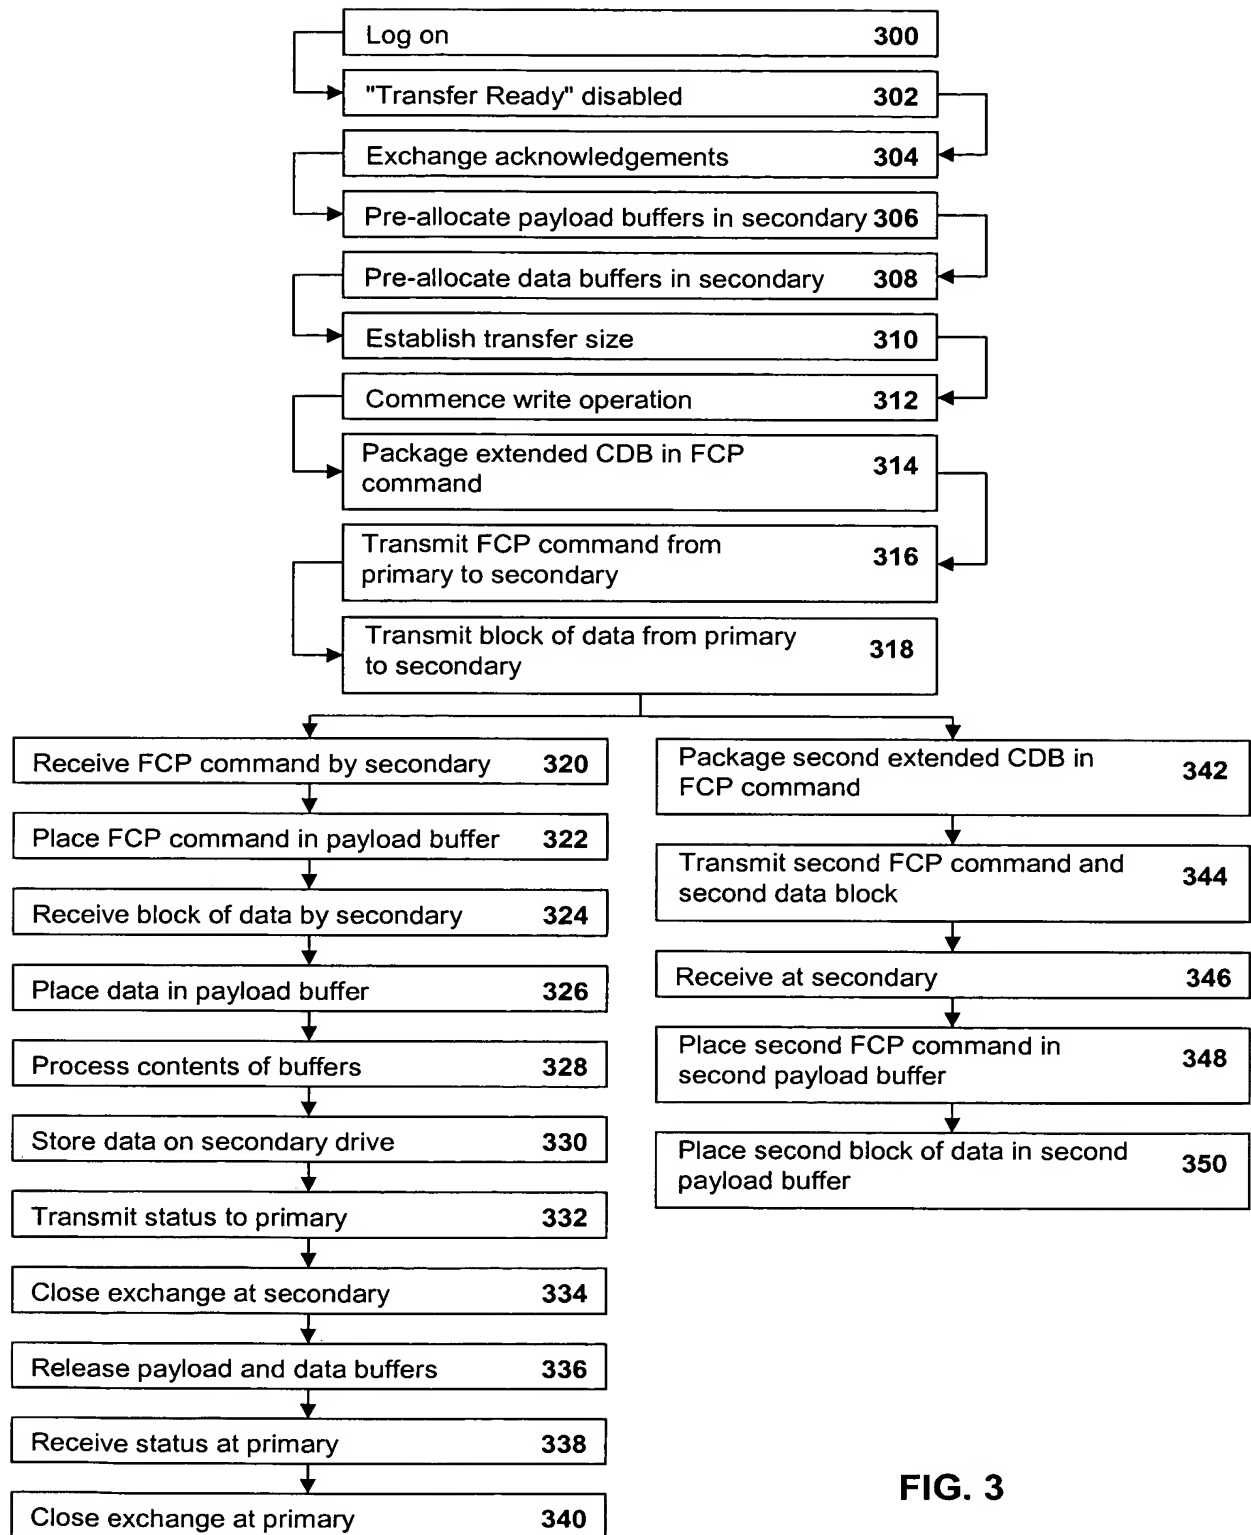 Log on 300
"Transfer Ready" disabled 302
Exchange acknowledgements 304
Pre-allocate payload buffers in secondary 306
Pre-allocate data buffers in secondary 308
Establish transfer size 310
Commence write operation 312
Package extended CDB in FCP
command 314
Transmit FCP command from
primary to secondary 316
Transmit block of data from primary
to secondary 318
Receive FCP command by secondary 320
Place FCP command in payload buffer 322
Receive block of data by secondary 324
Place data in payload buffer 326
Process contents of buffers 328
Store data on secondary drive 330
Transmit status to primary 332
Close exchange at secondary 334
Release payload and data buffers 336
Receive status at primary 338
Close exchange at primary 340
Package second extended CDB in
FCP command 342
Transmit second FCP command and
second data block 344
Receive at secondary 346
Place second FCP command in
second payload buffer 348
Place second block of data in second
payload buffer 350
FIG. 3